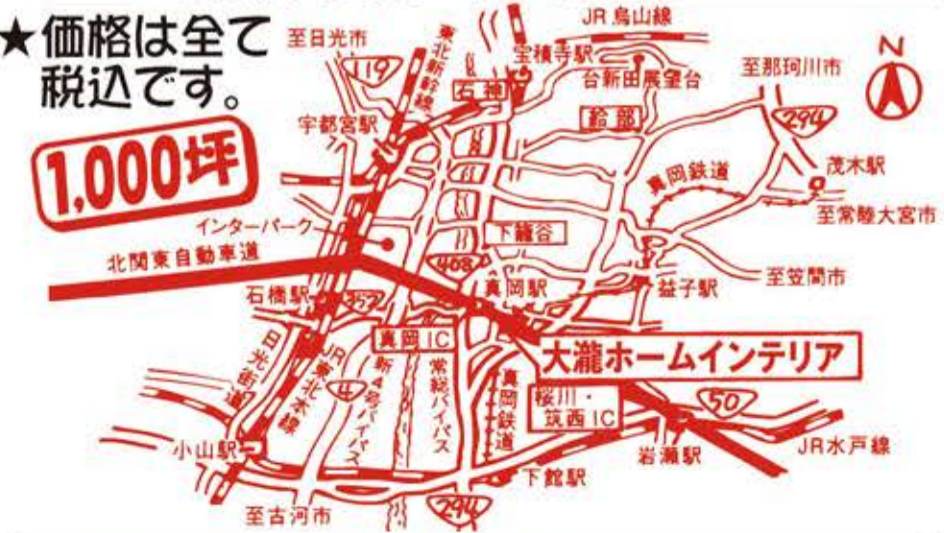 ★価格は全て
税込です。
1,000坪
至日光市
119
東北新幹線
石神
JR烏山線
宝積寺駅
台新田展望台
至那珂川市
N
宇都宮駅
鈴部
294
茂木駅
真岡鉄道
至常陸大宮市
インターパーク
下籠谷
北関東自動車道
408
至笠間市
石橋駅
352
真岡駅
益子駅
真岡IC
大瀧ホームインテリア
日光街道
JR東北本線
4
新4号バイパス
常総バイパス
真岡鉄道
桜川・
筑西IC
50
小山駅
岩瀬駅
JR水戸線
下館駅
至古河市
294